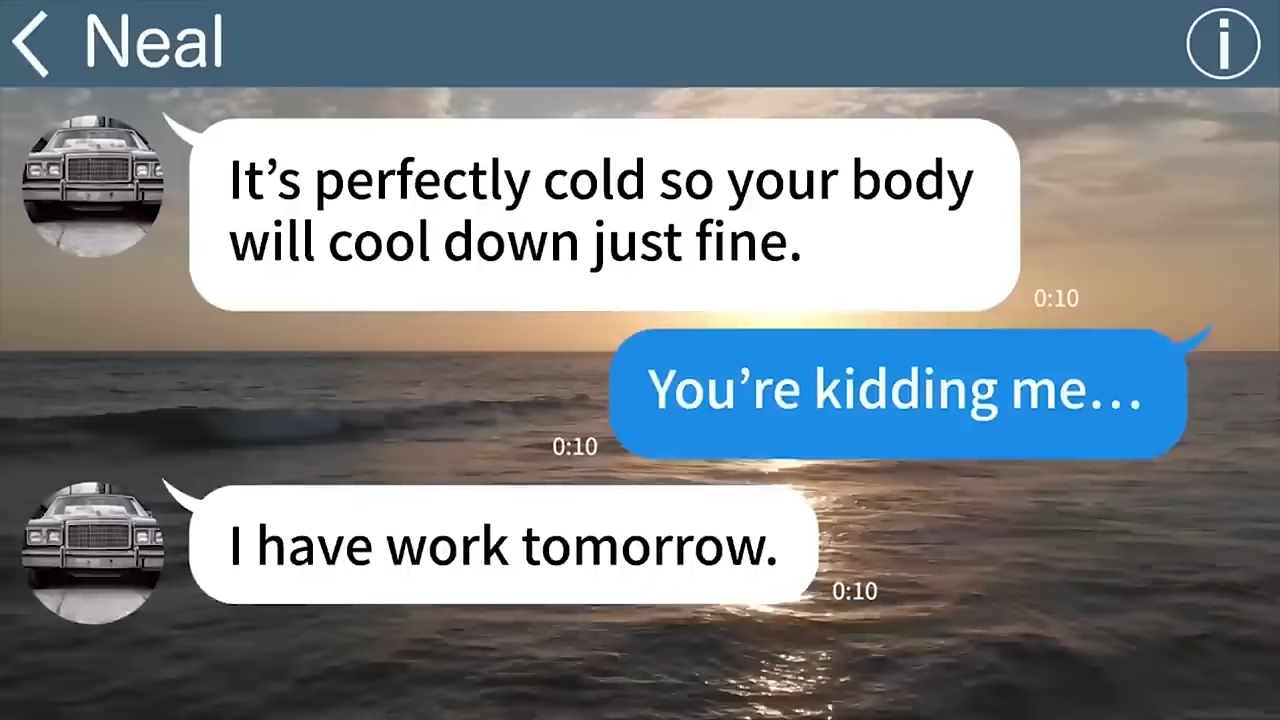 Neal
It’s perfectly cold so your body
will cool down just fine.
0:10
You’re kidding me…
0:10
I have work tomorrow.
0:10